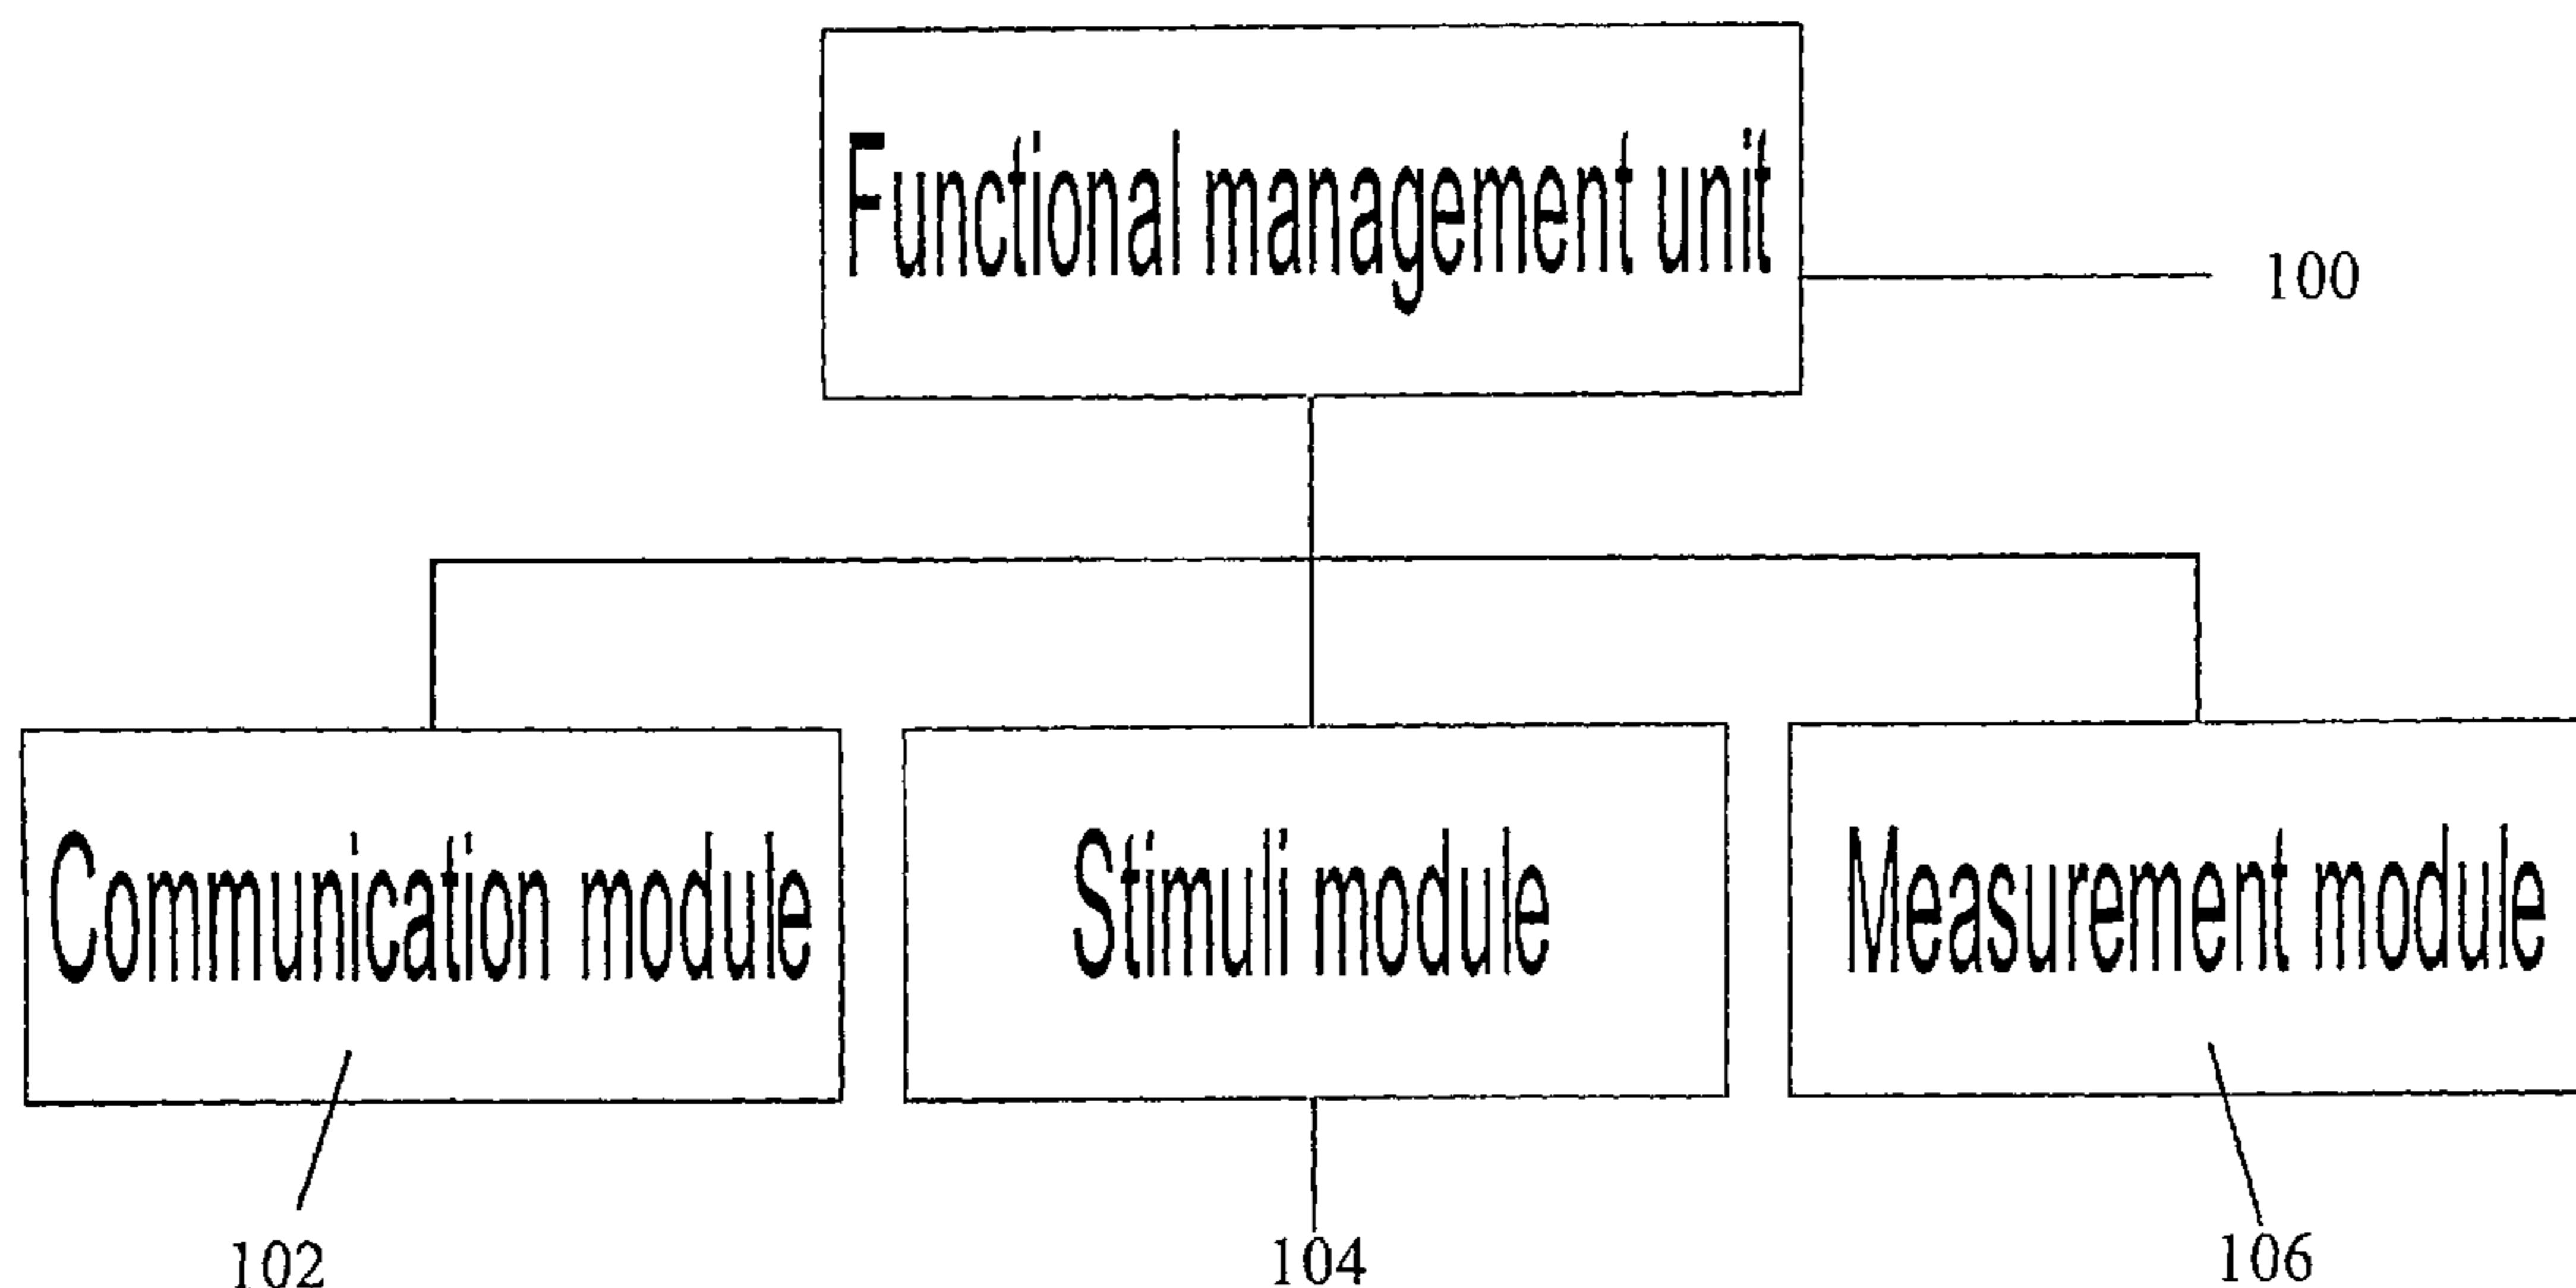 Functional management unit
100
Communication module
Stimuli module
Measurement module
102
104
106